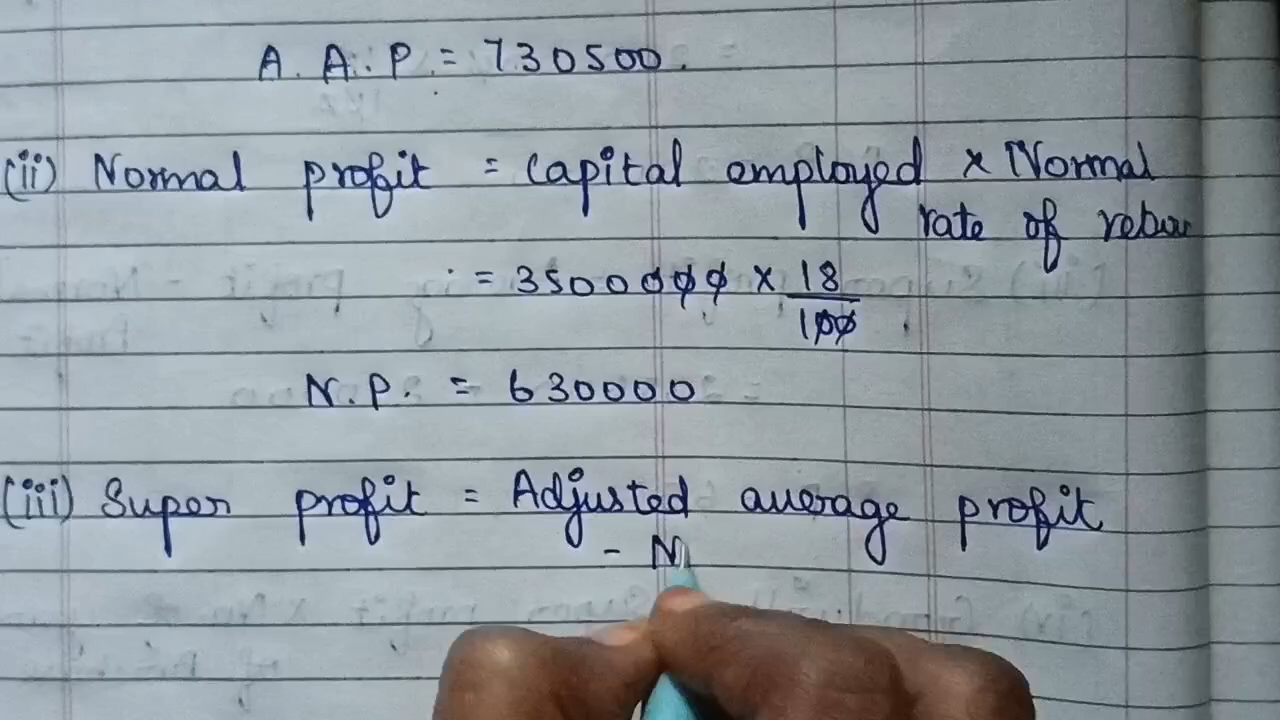 A. A. P. = 730500.
(ii) Normal profit = Capital employed × Normal
rate of
= 3500000 × 18/100
N.P. = 630000
(iii) Super profit = Adjusted average profit
- N